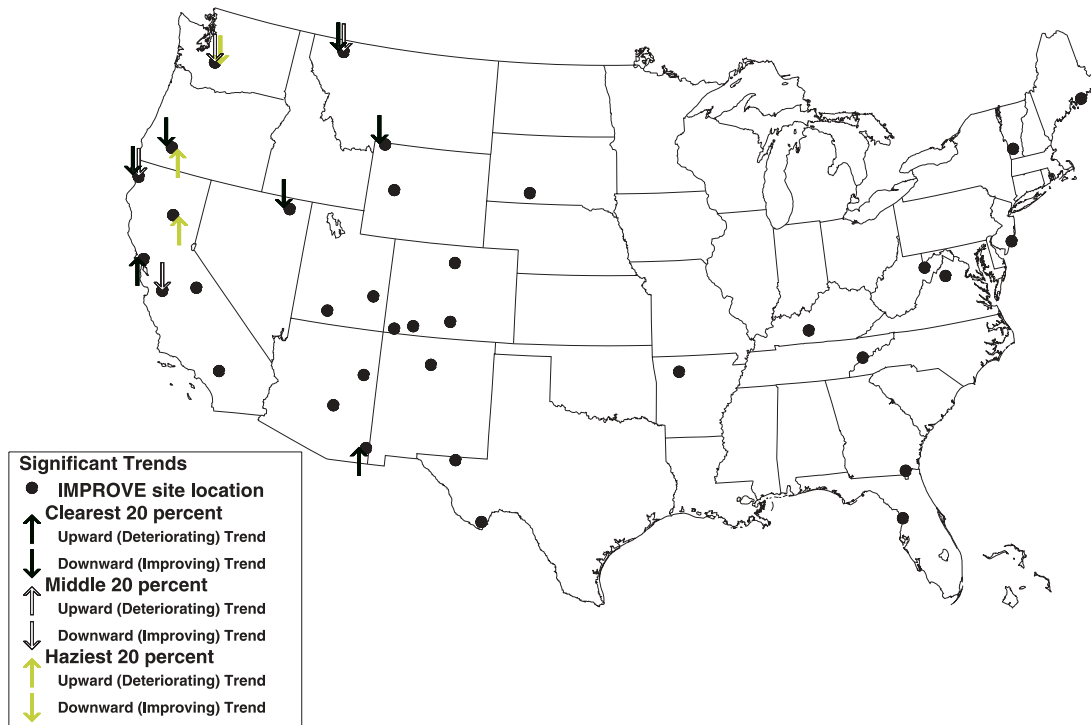 Significant Trends
IMPROVE site location
Clearest 20 percent
Upward (Deteriorating) Trend
Downward (Improving) Trend
Middle 20 percent
Upward (Deteriorating) Trend
Downward (Improving) Trend
Haziest 20 percent
Upward (Deteriorating) Trend
Downward (Improving) Trend